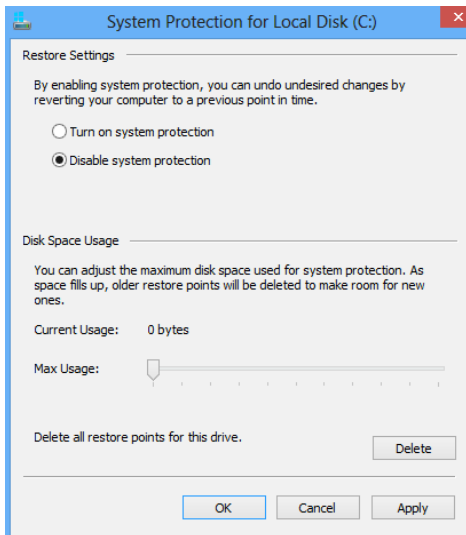 System Protection for Local Disk (C:)
Restore Settings
By enabling system protection, you can undo undesired changes by
reverting your computer to a previous point in time.
Turn on system protection
Disable system protection
Disk Space Usage
You can adjust the maximum disk space used for system protection. As
space fills up, older restore points will be deleted to make room for new
ones.
Current Usage: 0 bytes
Max Usage:
Delete all restore points for this drive.
Delete
OK Cancel Apply